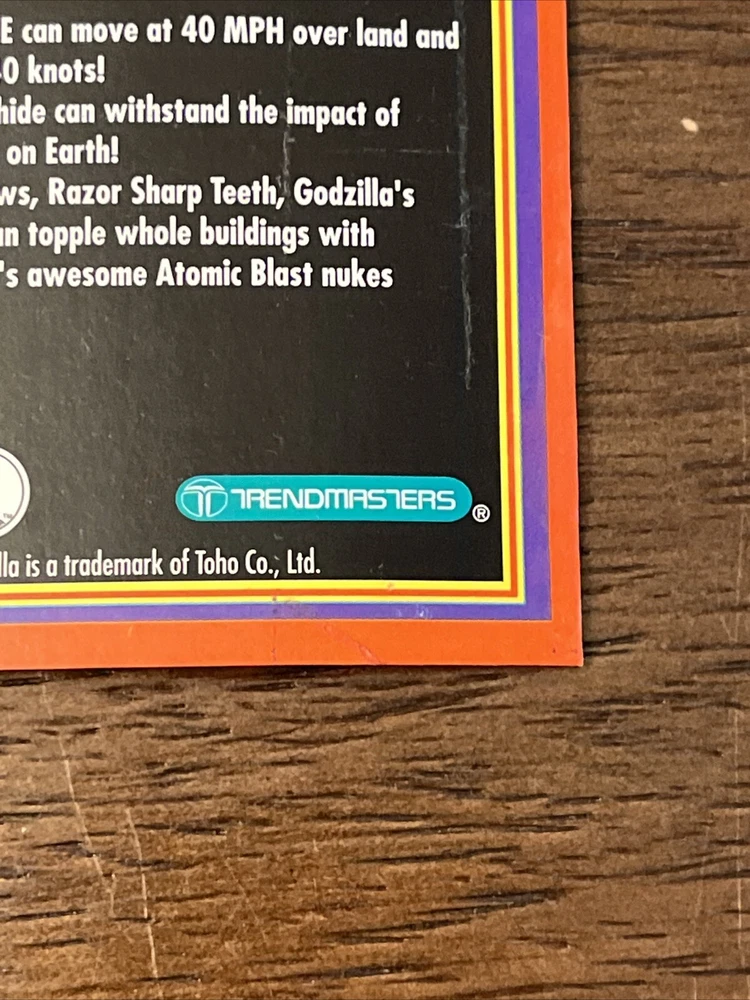 E can move at 40 MPH over land and
0 knots!
hide can withstand the impact of
on Earth!
ws, Razor Sharp Teeth, Godzilla's
n topple whole buildings with
's awesome Atomic Blast nukes
TRENDMASTERS ®
lla is a trademark of Toho Co., Ltd.